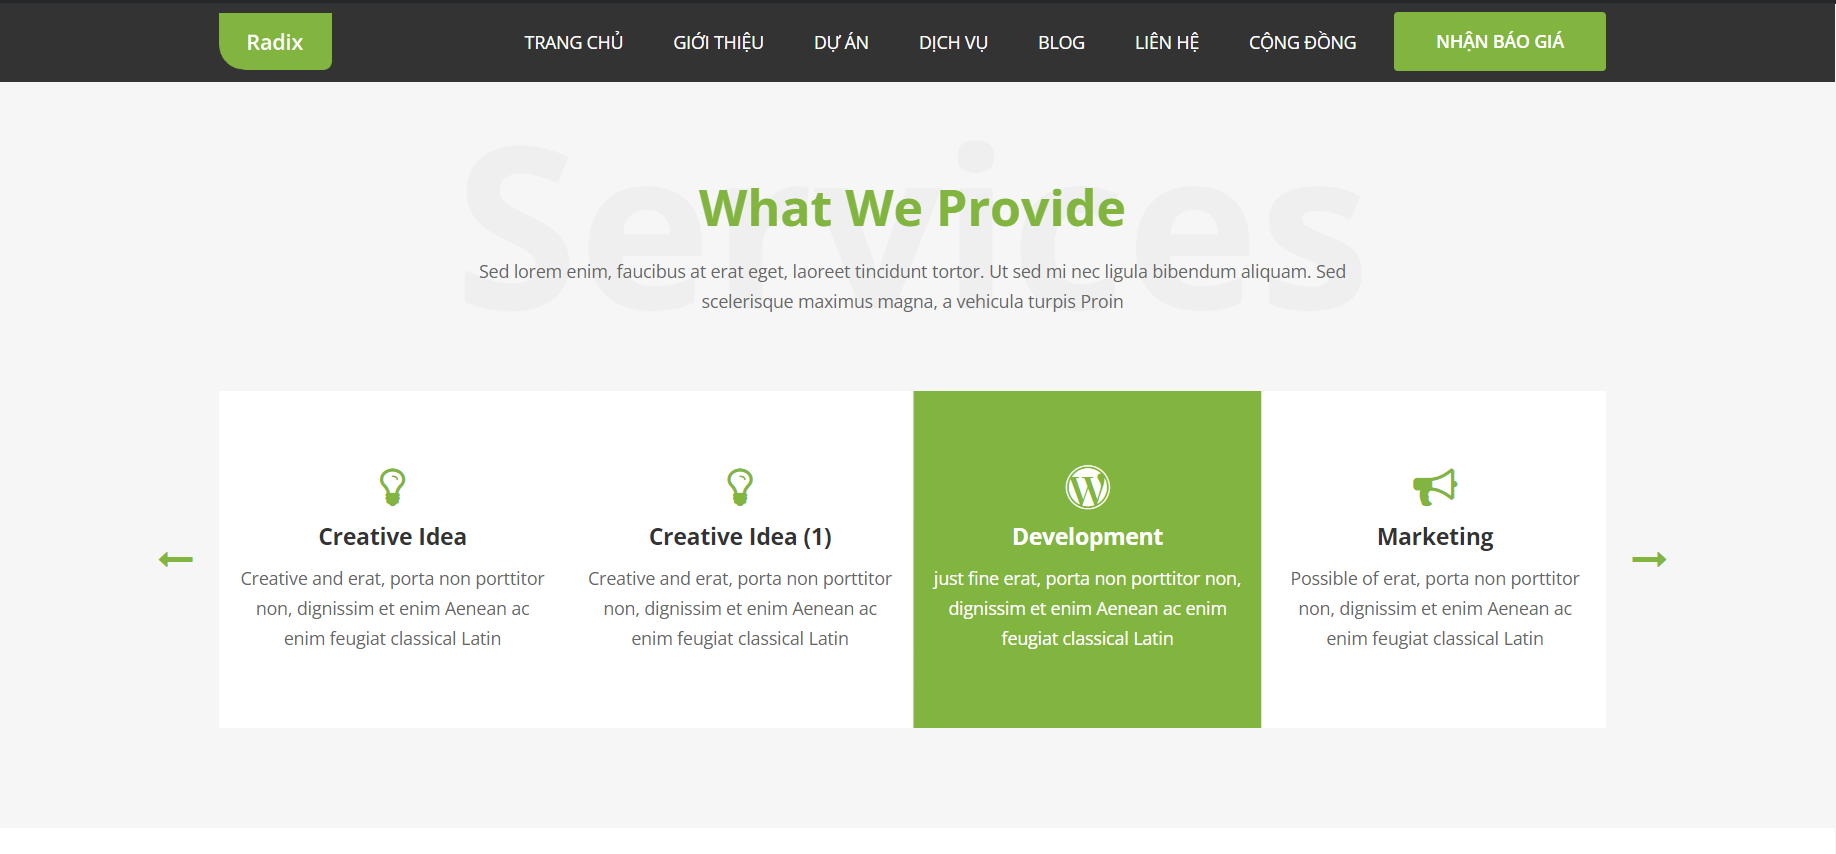 Radix
TRANG CHỦ
GIỚI THIỆU
DỰ ÁN
DỊCH VỤ
BLOG
LIÊN HỆ
CỘNG ĐỒNG
NHẬN BÁO GIÁ
Services
What We Provide
Sed lorem enim, faucibus at erat eget, laoreet tincidunt tortor. Ut sed mi nec ligula bibendum aliquam. Sed
scelerisque maximus magna, a vehicula turpis Proin
Creative Idea
Creative and erat, porta non porttitor
non, dignissim et enim Aenean ac
enim feugiat classical Latin
Creative Idea (1)
Creative and erat, porta non porttitor
non, dignissim et enim Aenean ac
enim feugiat classical Latin
Development
just fine erat, porta non porttitor non,
dignissim et enim Aenean ac enim
feugiat classical Latin
Marketing
Possible of erat, porta non porttitor
non, dignissim et enim Aenean ac
enim feugiat classical Latin